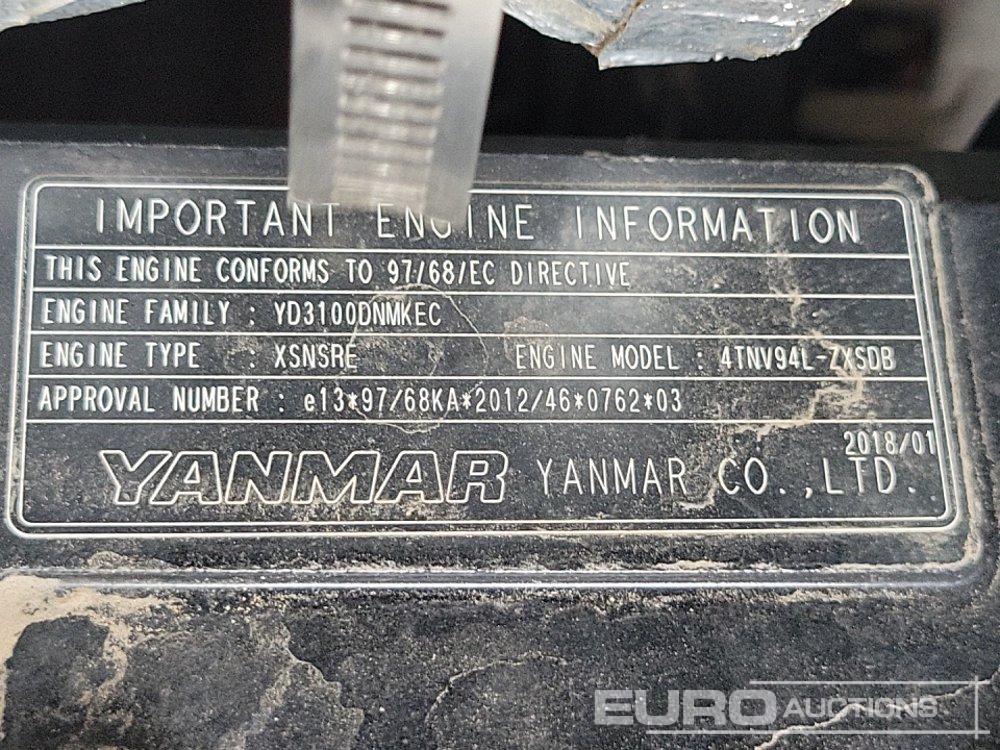 IMPORTANT ENGINE INFORMATION
THIS ENGINE CONFORMS TO 97/68/EC DIRECTIVE
ENGINE FAMILY : YD3100DNMKEC
ENGINE TYPE : XSNSRE ENGINE MODEL : 4TNV94L-ZXSDB
APPROVAL NUMBER : e13*97/68KA*2012/46*0762*03
2018/01
YANMAR YANMAR CO.,LTD.
EURO AUCTIONS